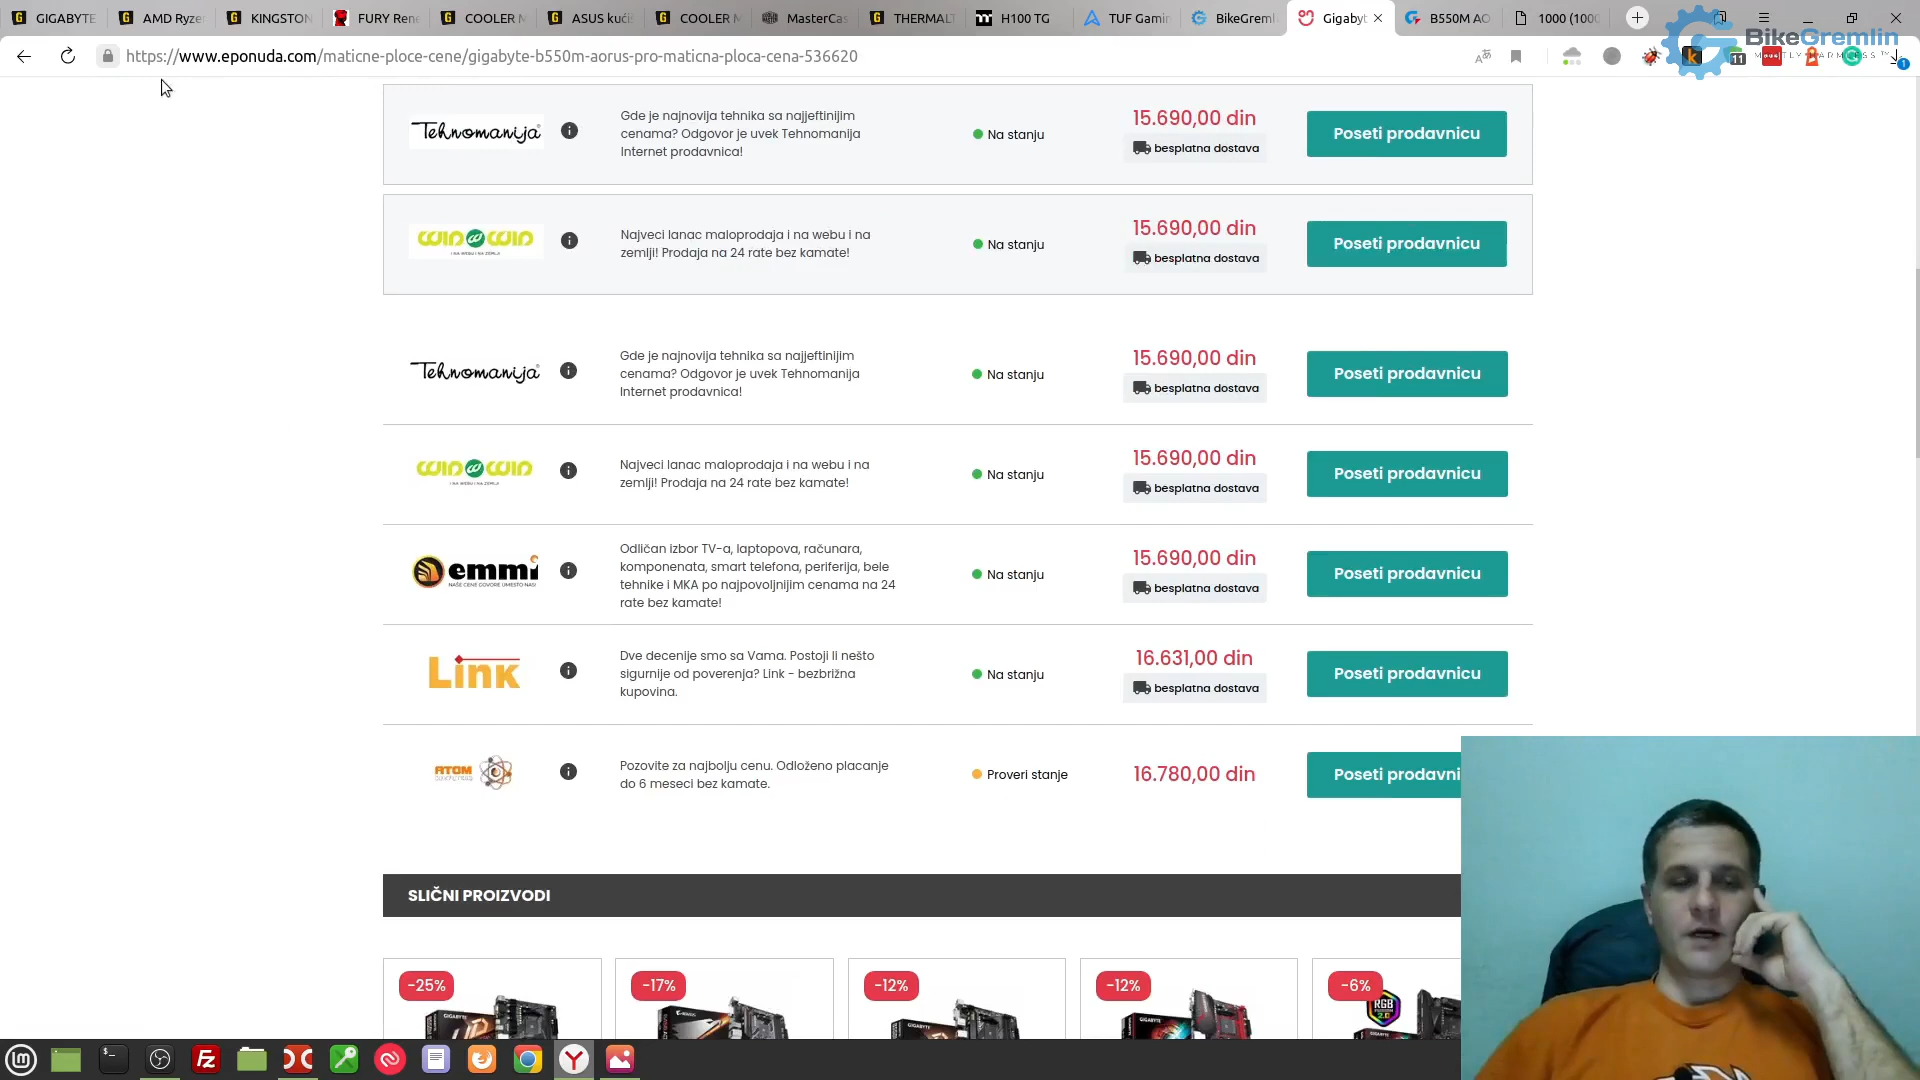 GIGABYTE
AMD Ryze
KINGSTON
FURY Ren
COOLER M
ASUS kući
COOLER M
MasterCas
THERMALT
H100 TG
TUF Gamin
BikeGreml
Gigabyt
B550M AO
1000 (100
https://www.eponuda.com/maticne-ploce-cene/gigabyte-b550m-aorus-pro-maticna-ploca-cena-536620
BikeGremlin
11
1
Tehnomanija
Gde je najnovija tehnika sa najjeftinijim
cenama? Odgovor je uvek Tehnomanija
Internet prodavnica!
Na stanju
15.690,00 din
besplatna dostava
Poseti prodavnicu
WIN WIN
Najveci lanac maloprodaja i na webu i na
zemlji! Prodaja na 24 rate bez kamate!
Na stanju
15.690,00 din
besplatna dostava
Poseti prodavnicu
Tehnomanija
Gde je najnovija tehnika sa najjeftinijim
cenama? Odgovor je uvek Tehnomanija
Internet prodavnica!
Na stanju
15.690,00 din
besplatna dostava
Poseti prodavnicu
WIN WIN
Najveci lanac maloprodaja i na webu i na
zemlji! Prodaja na 24 rate bez kamate!
Na stanju
15.690,00 din
besplatna dostava
Poseti prodavnicu
emmi
NAŠE CENE GOVORE UMESTO NAS!
Odličan izbor TV-a, laptopova, računara,
komponenata, smart telefona, periferija, bele
tehnike i MKA po najpovoljnijim cenama na 24
rate bez kamate!
Na stanju
15.690,00 din
besplatna dostava
Poseti prodavnicu
Link
Dve decenije smo sa Vama. Postoji li nešto
sigurnije od poverenja? Link - bezbrižna
kupovina.
Na stanju
16.631,00 din
besplatna dostava
Poseti prodavnicu
ATOM
Pozovite za najbolju cenu. Odloženo placanje
do 6 meseci bez kamate.
Proveri stanje
16.780,00 din
Poseti prodavni
SLIČNI PROIZVODI
-25%
-17%
-12%
-12%
-6%
RGB
FUSION
2.0